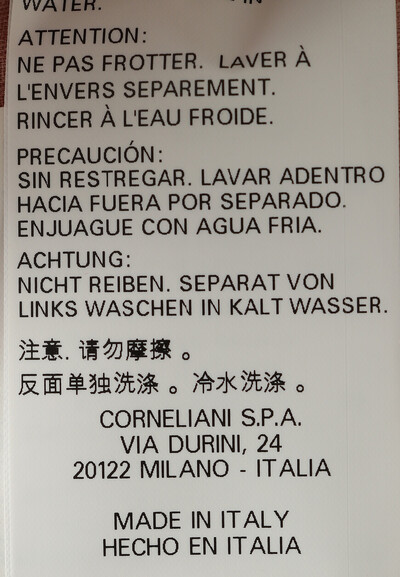 WATER. IN
ATTENTION:
NE PAS FROTTER. LAVER À
L'ENVERS SEPAREMENT.
RINCER À L'EAU FROIDE.
PRECAUCIÓN:
SIN RESTREGAR. LAVAR ADENTRO
HACIA FUERA POR SEPARADO.
ENJUAGUE CON AGUA FRIA.
ACHTUNG:
NICHT REIBEN. SEPARAT VON
LINKS WASCHEN IN KALT WASSER.
注意. 请勿摩擦。
反面单独洗涤。冷水洗涤。
CORNELIANI S.P.A.
VIA DURINI, 24
20122 MILANO - ITALIA
MADE IN ITALY
HECHO EN ITALIA